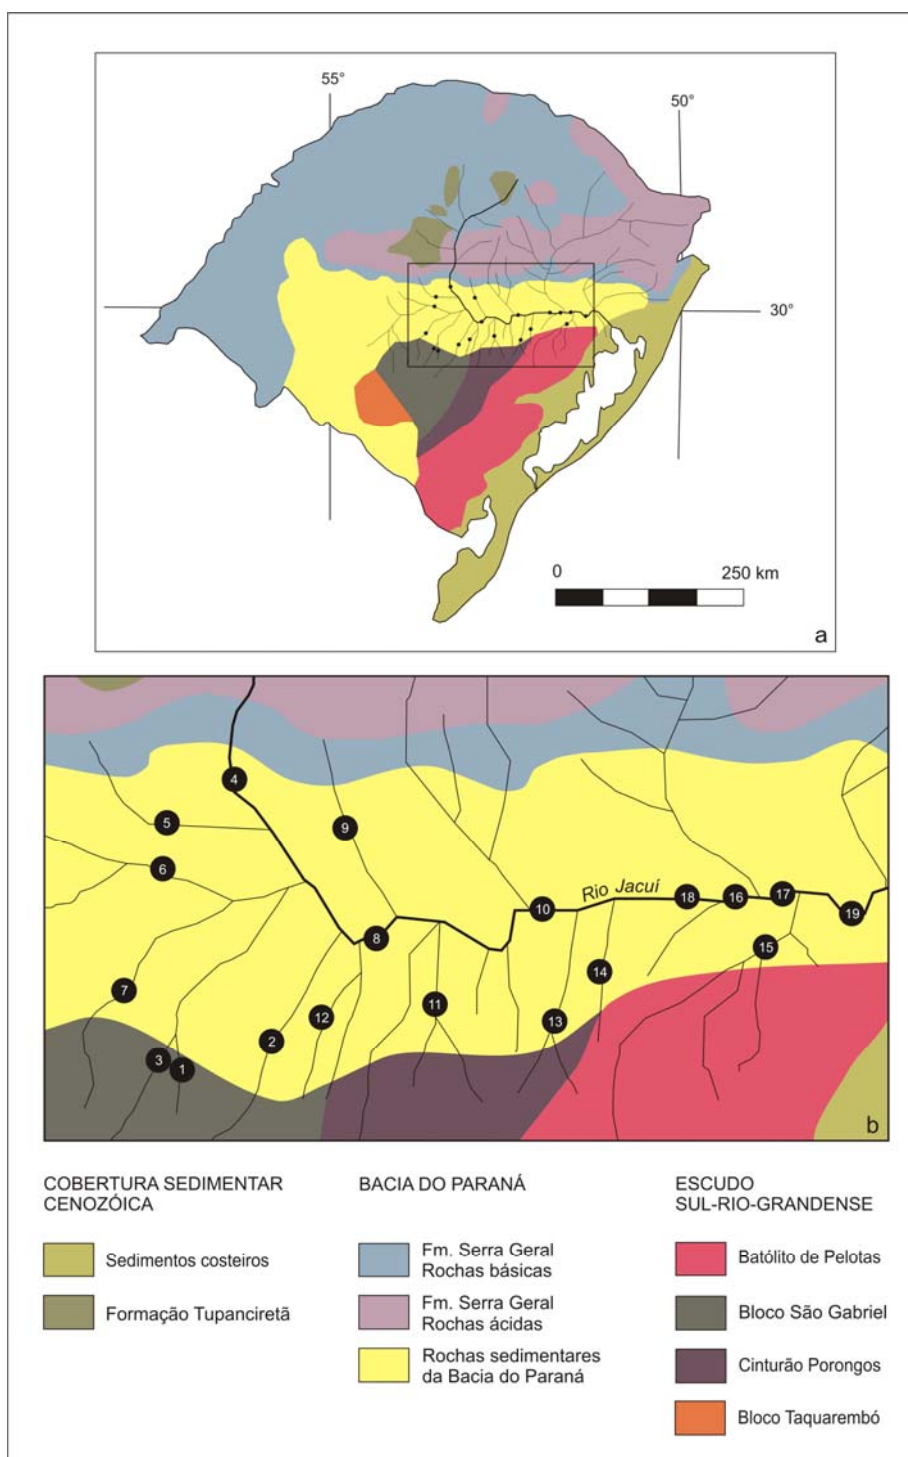 55°
50°
30°
0
250 km
a
4
5
9
6
Rio Jacuí
10
18
16
17
19
8
15
14
7
11
12
13
2
3
1
b
COBERTURA SEDIMENTAR
CENOZÓICA
Sedimentos costeiros
Formação Tupanciretã
BACIA DO PARANÁ
Fm. Serra Geral
Rochas básicas
Fm. Serra Geral
Rochas ácidas
Rochas sedimentares
da Bacia do Paraná
ESCUDO
SUL-RIO-GRANDENSE
Batólito de Pelotas
Bloco São Gabriel
Cinturão Porongos
Bloco Taquarembó